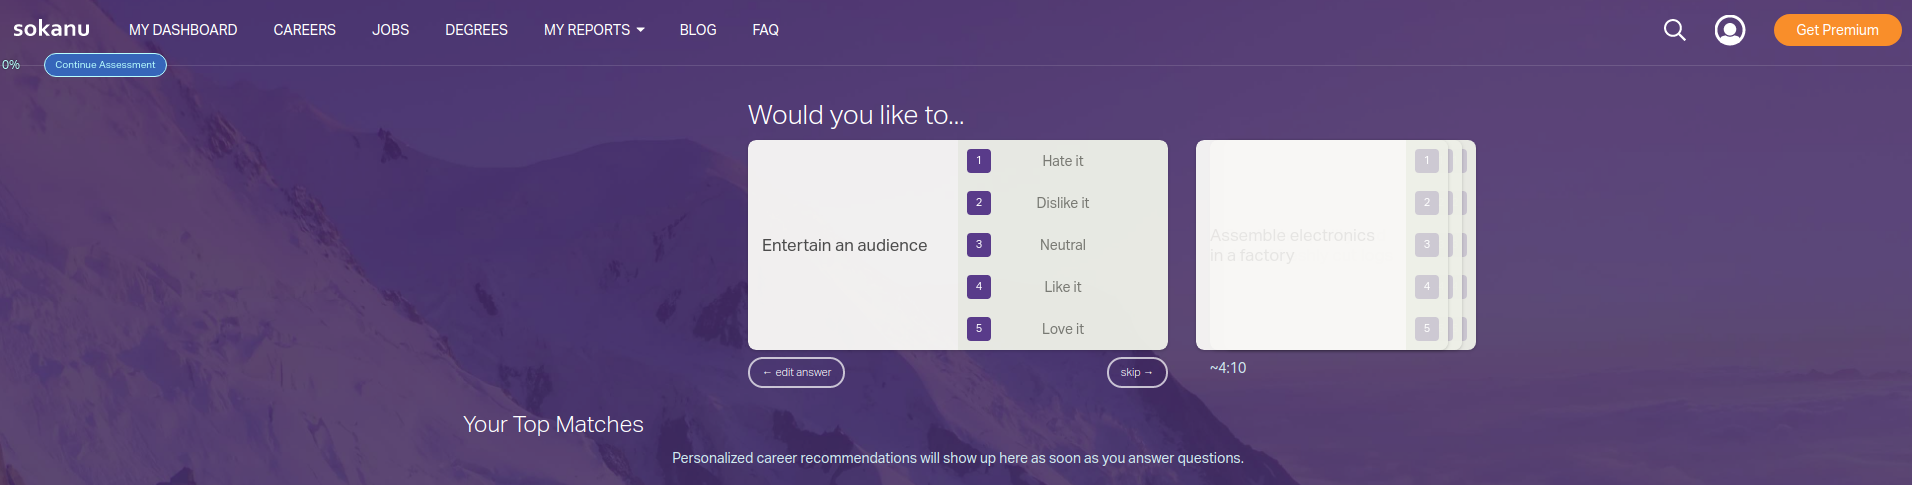 sokanu MY DASHBOARD CAREERS JOBS DEGREES MY REPORTS BLOG FAQ Get Premium
0% Continue Assessment
Would you like to...
Entertain an audience
1 Hate it
2 Dislike it
3 Neutral
4 Like it
5 Love it
Assemble electronics
in a factory
1
2
3
4
5
← edit answer skip → ~4:10
Your Top Matches
Personalized career recommendations will show up here as soon as you answer questions.